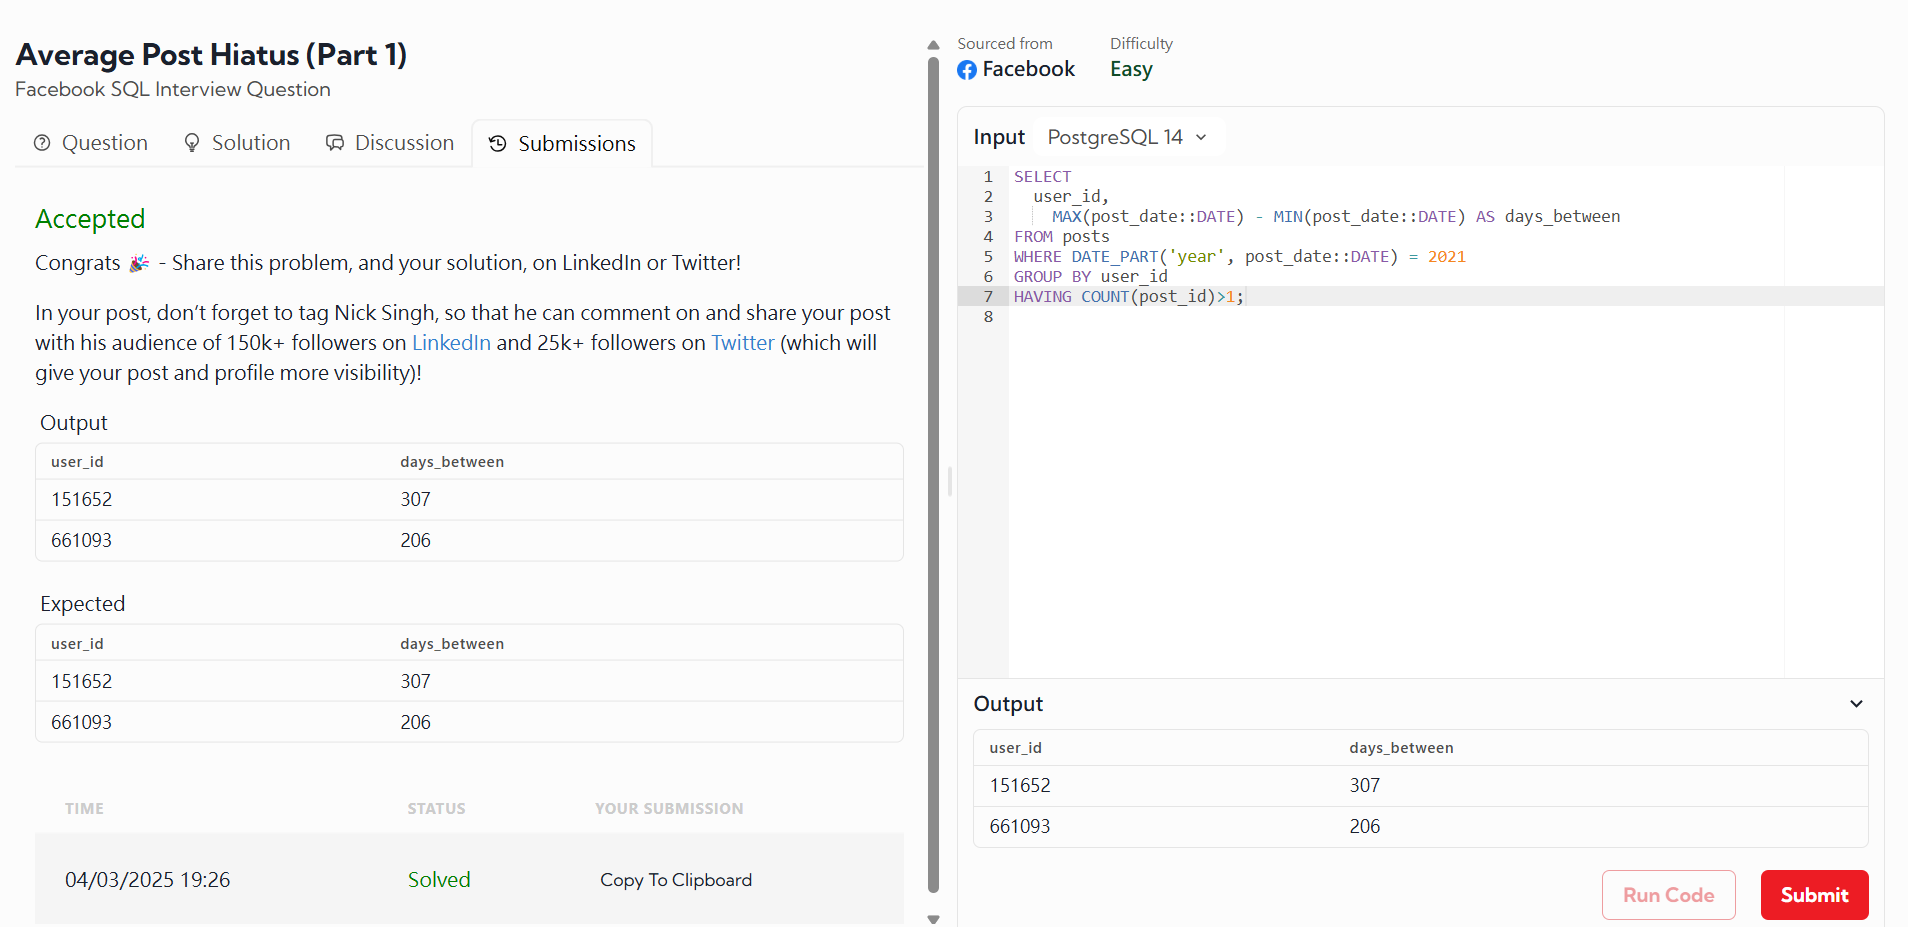 Average Post Hiatus (Part 1)
Facebook SQL Interview Question
Question Solution Discussion Submissions
Accepted
Congrats 🎉 - Share this problem, and your solution, on LinkedIn or Twitter!
In your post, don’t forget to tag Nick Singh, so that he can comment on and share your post
with his audience of 150k+ followers on LinkedIn and 25k+ followers on Twitter (which will
give your post and profile more visibility)!
Output
user_id days_between
151652 307
661093 206
Expected
user_id days_between
151652 307
661093 206
TIME STATUS YOUR SUBMISSION
04/03/2025 19:26 Solved Copy To Clipboard
Sourced from Difficulty
Facebook Easy
Input PostgreSQL 14
1 SELECT
2 user_id,
3 MAX(post_date::DATE) - MIN(post_date::DATE) AS days_between
4 FROM posts
5 WHERE DATE_PART('year', post_date::DATE) = 2021
6 GROUP BY user_id
7 HAVING COUNT(post_id)>1;
8
Output
user_id days_between
151652 307
661093 206
Run Code Submit